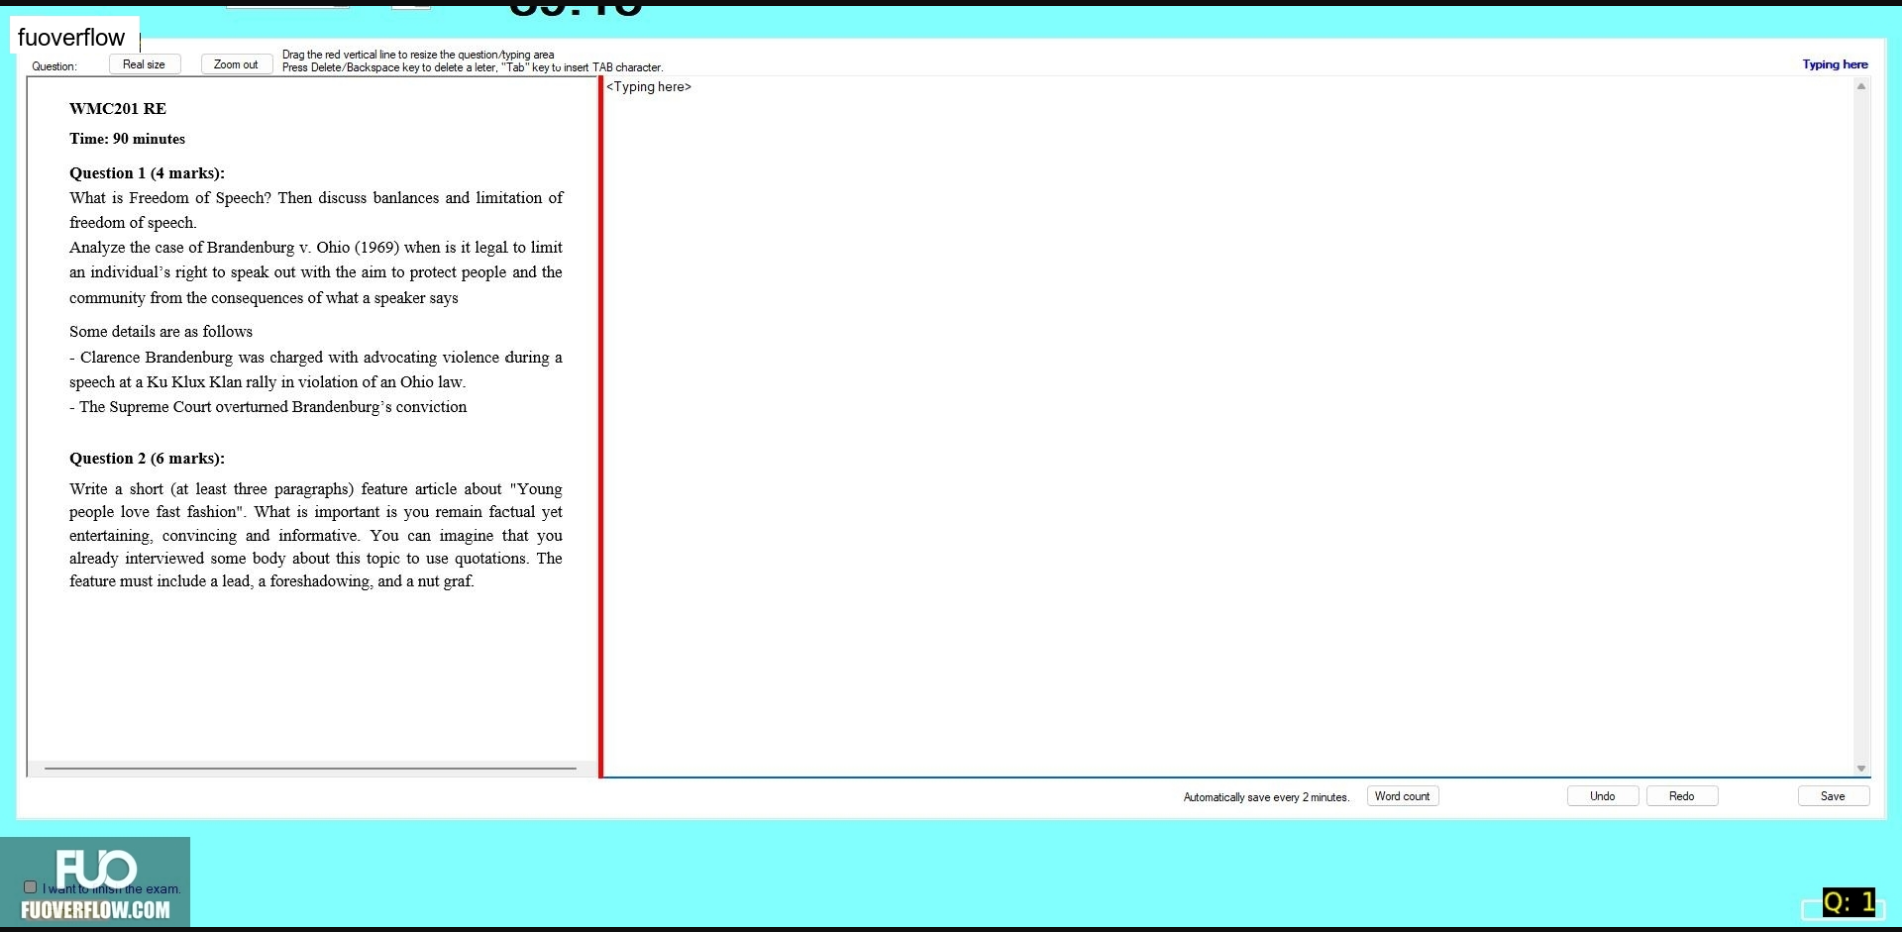 fuoverflow
Question:
Real size
Zoom out
Drag the red vertical line to resize the question/typing area
Press Delete/Backspace key to delete a leter, "Tab" key to insert TAB character.
Typing here
WMC201 RE
Time: 90 minutes
Question 1 (4 marks):
What is Freedom of Speech? Then discuss banlances and limitation of
freedom of speech.
Analyze the case of Brandenburg v. Ohio (1969) when is it legal to limit
an individual's right to speak out with the aim to protect people and the
community from the consequences of what a speaker says
Some details are as follows
- Clarence Brandenburg was charged with advocating violence during a
speech at a Ku Klux Klan rally in violation of an Ohio law.
- The Supreme Court overturned Brandenburg's conviction
Question 2 (6 marks):
Write a short (at least three paragraphs) feature article about "Young
people love fast fashion". What is important is you remain factual yet
entertaining, convincing and informative. You can imagine that you
already interviewed some body about this topic to use quotations. The
feature must include a lead, a foreshadowing, and a nut graf.
<Typing here>
Automatically save every 2 minutes.
Word count
Undo
Redo
Save
FUO
I want to finish the exam.
FUOVERFLOW.COM
Q: 1